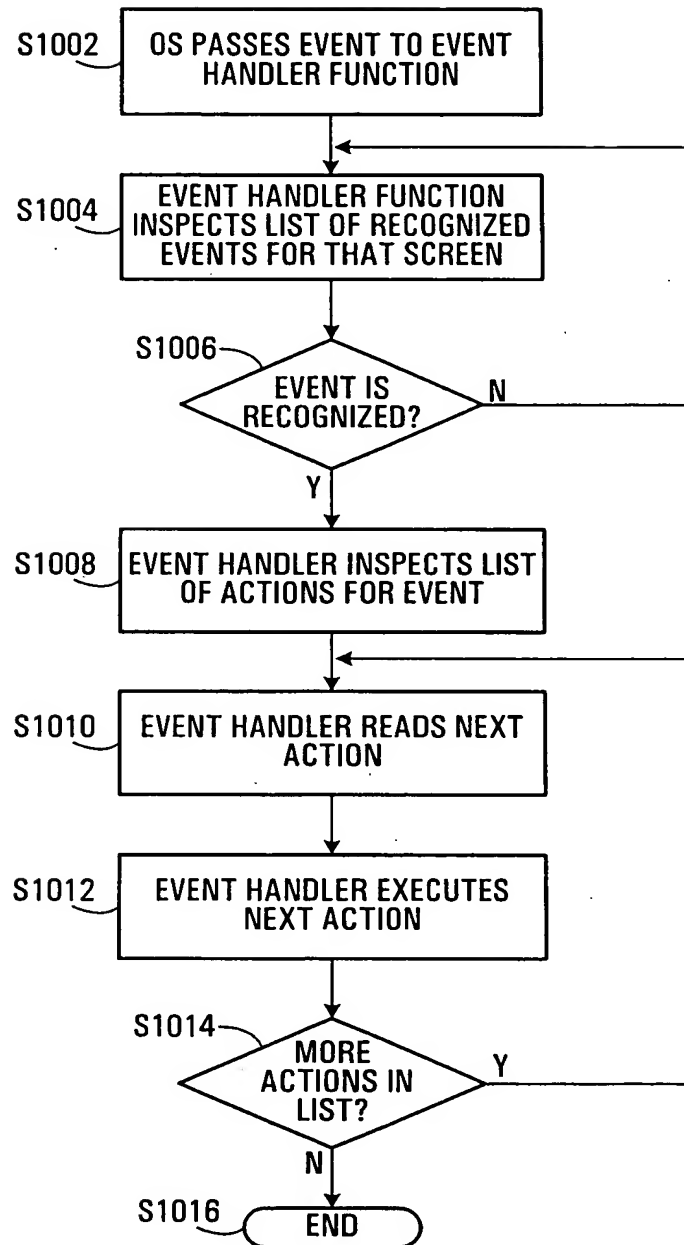 S1002
OS PASSES EVENT TO EVENT
HANDLER FUNCTION
S1004
EVENT HANDLER FUNCTION
INSPECTS LIST OF RECOGNIZED
EVENTS FOR THAT SCREEN
S1006
EVENT IS
RECOGNIZED?
N
Y
S1008
EVENT HANDLER INSPECTS LIST
OF ACTIONS FOR EVENT
S1010
EVENT HANDLER READS NEXT
ACTION
S1012
EVENT HANDLER EXECUTES
NEXT ACTION
S1014
MORE
ACTIONS IN
LIST?
Y
N
S1016
END